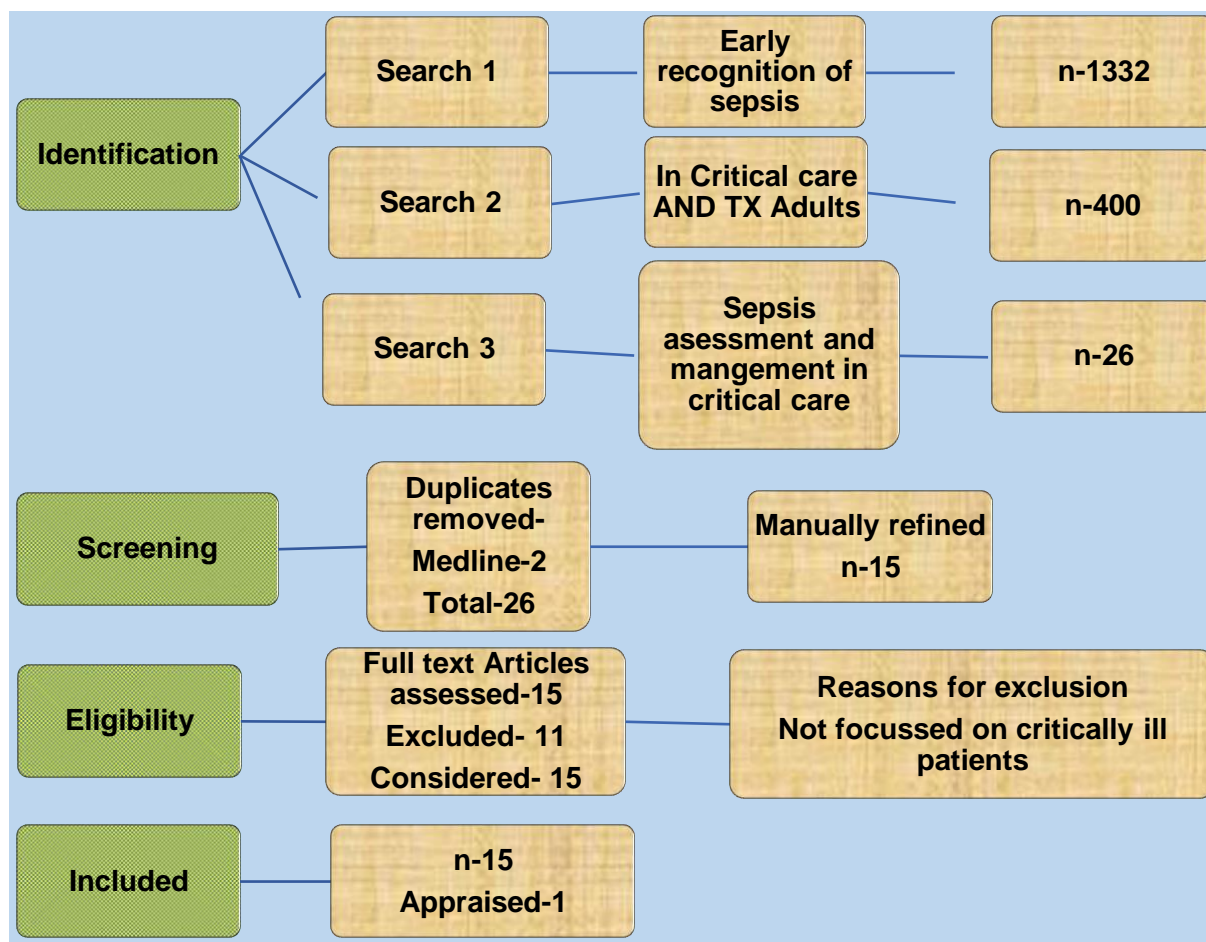 Identification
Search 1
Early
recognition of
sepsis
n-1332
Search 2
In Critical care
AND TX Adults
n-400
Search 3
Sepsis
asessment and
mangement in
critical care
n-26
Screening
Duplicates
removed-
Medline-2
Total-26
Manually refined
n-15
Eligibility
Full text Articles
assessed-15
Excluded- 11
Considered- 15
Reasons for exclusion
Not focussed on critically ill
patients
Included
n-15
Appraised-1